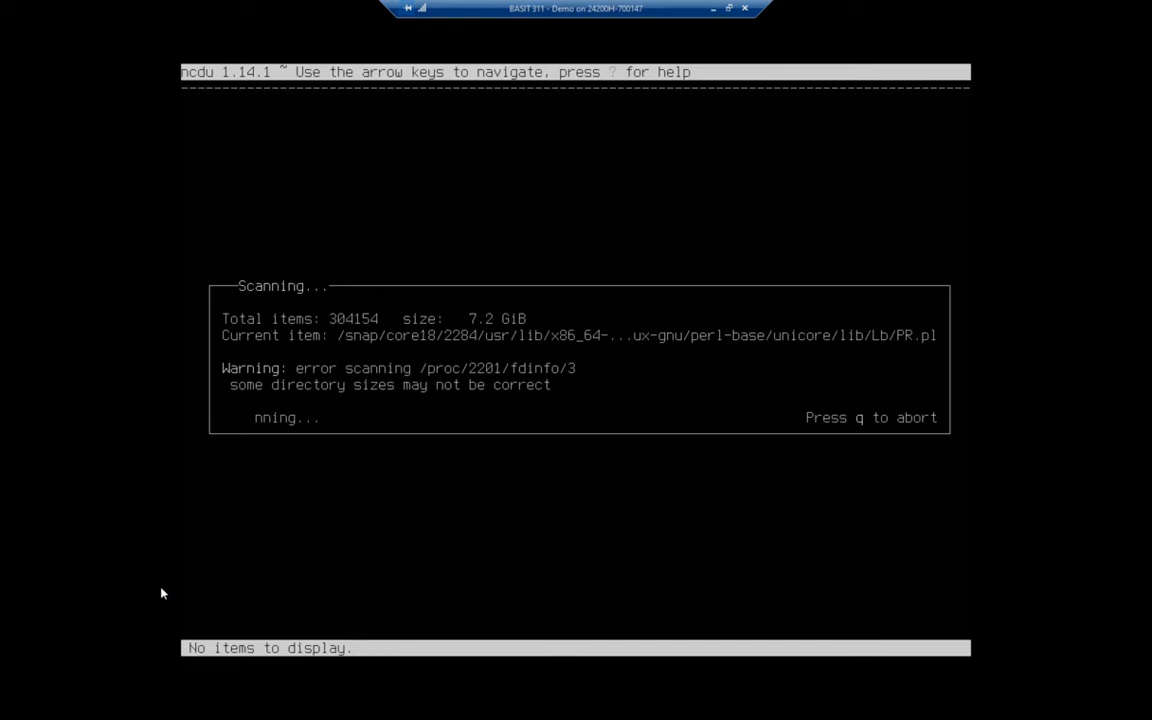 BASIT 311 - Demo on 24200H-700147
ncdu 1.14.1 ~ Use the arrow keys to navigate, press ? for help
Scanning...
Total items: 304154 size: 7.2 GiB
Current item: /snap/core18/2284/usr/lib/x86_64-...ux-gnu/perl-base/unicore/lib/Lb/PR.pl
Warning: error scanning /proc/2201/fdinfo/3
some directory sizes may not be correct
nning... Press q to abort
No items to display.